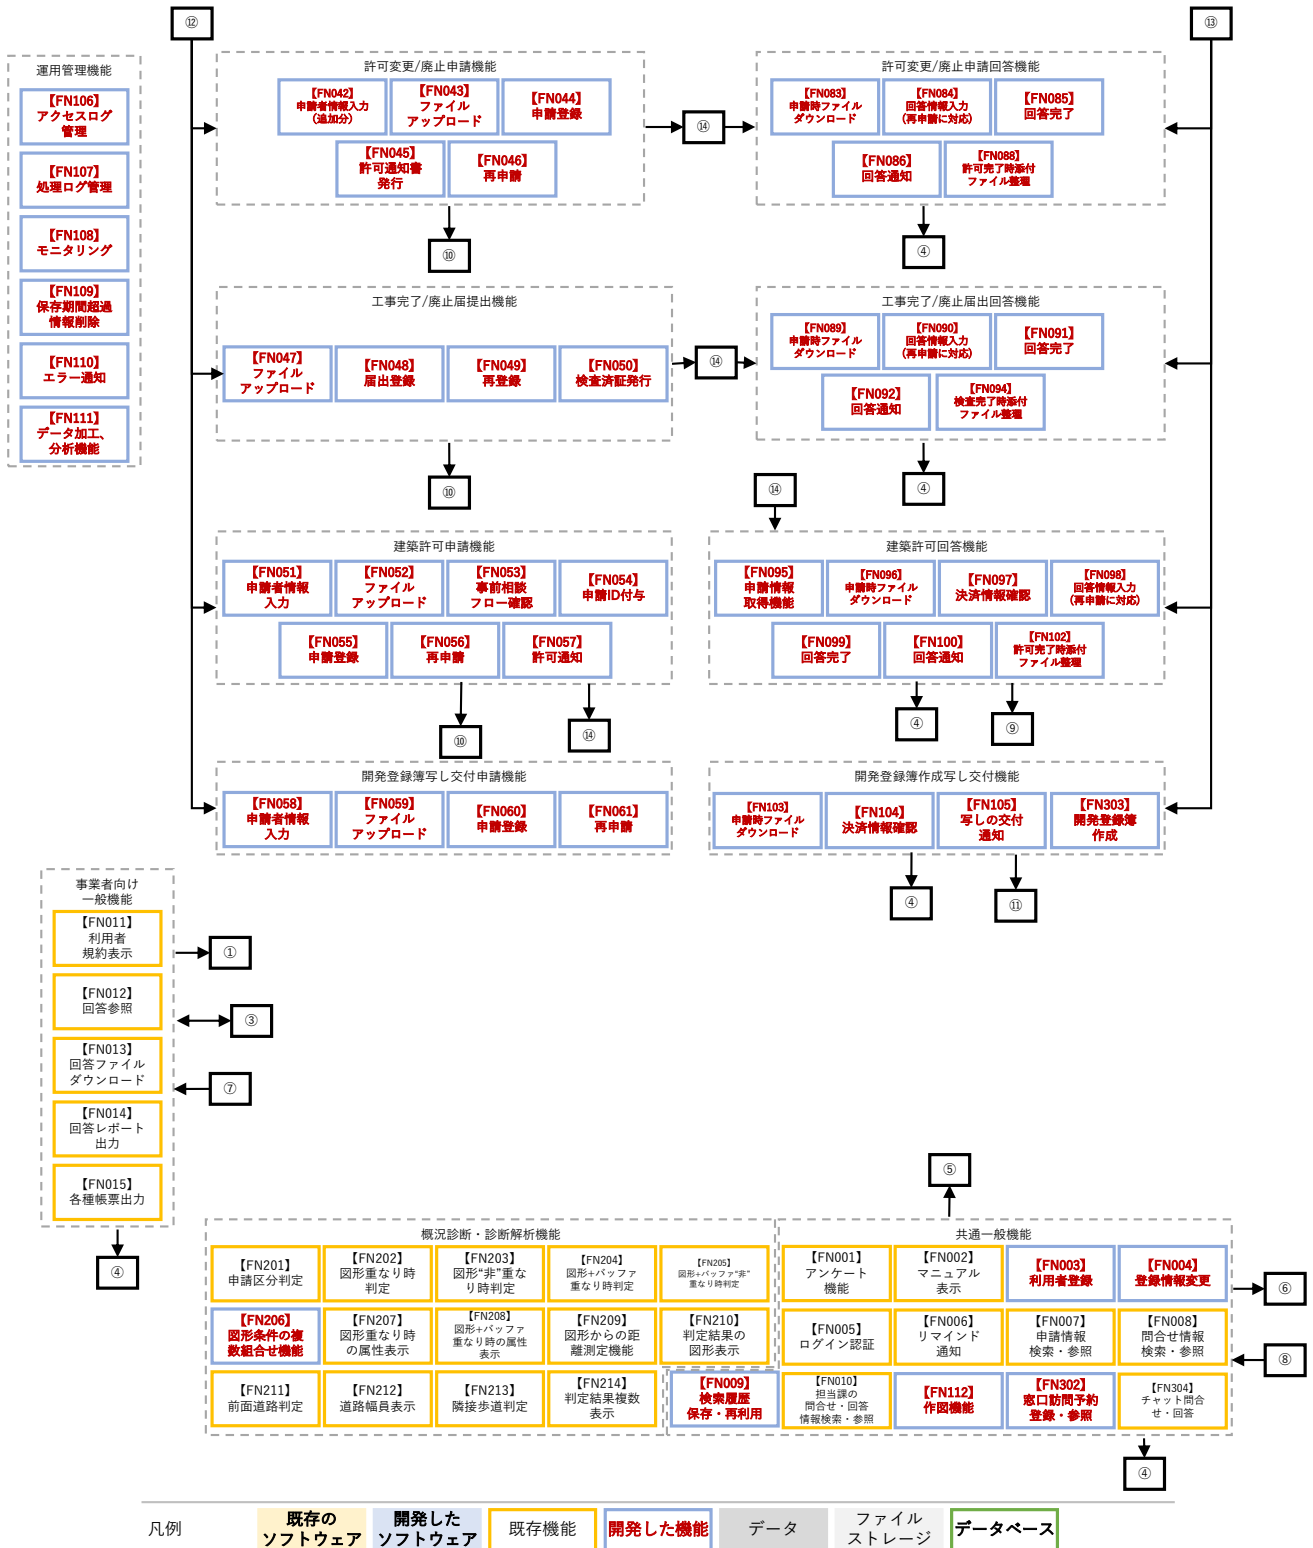 ⑫
⑬
運用管理機能
【FN106】
アクセスログ
管理
【FN107】
処理ログ管理
【FN108】
モニタリング
【FN109】
保存期間超過
情報削除
【FN110】
エラー通知
【FN111】
データ加工、
分析機能
許可変更/廃止申請機能
【FN042】
申請者情報入力
（追加分）
【FN043】
ファイル
アップロード
【FN044】
申請登録
【FN045】
許可通知書
発行
【FN046】
再申請
⑭
⑩
許可変更/廃止申請回答機能
【FN083】
申請時ファイル
ダウンロード
【FN084】
回答情報入力
（再申請に対応）
【FN085】
回答完了
【FN086】
回答通知
【FN088】
許可完了時添付
ファイル整理
④
工事完了/廃止届提出機能
【FN047】
ファイル
アップロード
【FN048】
届出登録
【FN049】
再登録
【FN050】
検査済証発行
⑭
⑩
工事完了/廃止届出回答機能
【FN089】
申請時ファイル
ダウンロード
【FN090】
回答情報入力
（再申請に対応）
【FN091】
回答完了
【FN092】
回答通知
【FN094】
検査完了時添付
ファイル整理
④
⑭
建築許可申請機能
【FN051】
申請者情報
入力
【FN052】
ファイル
アップロード
【FN053】
事前相談
フロー確認
【FN054】
申請ID付与
【FN055】
申請登録
【FN056】
再申請
【FN057】
許可通知
⑩
⑭
建築許可回答機能
【FN095】
申請情報
取得機能
【FN096】
申請時ファイル
ダウンロード
【FN097】
決済情報確認
【FN098】
回答情報入力
（再申請に対応）
【FN099】
回答完了
【FN100】
回答通知
【FN102】
許可完了時添付
ファイル整理
④
⑨
開発登録簿写し交付申請機能
【FN058】
申請者情報
入力
【FN059】
ファイル
アップロード
【FN060】
申請登録
【FN061】
再申請
開発登録簿作成写し交付機能
【FN103】
申請時ファイル
ダウンロード
【FN104】
決済情報確認
【FN105】
写しの交付
通知
【FN303】
開発登録簿
作成
④
⑪
事業者向け
一般機能
【FN011】
利用者
規約表示
【FN012】
回答参照
【FN013】
回答ファイル
ダウンロード
【FN014】
回答レポート
出力
【FN015】
各種帳票出力
①
③
⑦
④
⑤
概況診断・診断解析機能
【FN201】
申請区分判定
【FN202】
図形重なり時
判定
【FN203】
図形“非”重な
り時判定
【FN204】
図形+バッファ
重なり時判定
【FN205】
図形+バッファ“非”
重なり時判定
【FN206】
図形条件の複
数組合せ機能
【FN207】
図形重なり時
の属性表示
【FN208】
図形+バッファ
重なり時の属性
表示
【FN209】
図形からの距
離測定機能
【FN210】
判定結果の
図形表示
【FN211】
前面道路判定
【FN212】
道路幅員表示
【FN213】
隣接歩道判定
【FN214】
判定結果複数
表示
共通一般機能
【FN001】
アンケート
機能
【FN002】
マニュアル
表示
【FN003】
利用者登録
【FN004】
登録情報変更
【FN005】
ログイン認証
【FN006】
リマインド
通知
【FN007】
申請情報
検索・参照
【FN008】
問合せ情報
検索・参照
【FN009】
検索履歴
保存・再利用
【FN010】
担当課の
問合せ・回答
情報検索・参照
【FN112】
作図機能
【FN302】
窓口訪問予約
登録・参照
【FN304】
チャット問合
せ・回答
⑥
⑧
④
凡例
既存の
ソフトウェア
開発した
ソフトウェア
既存機能
開発した機能
データ
ファイル
ストレージ
データベース